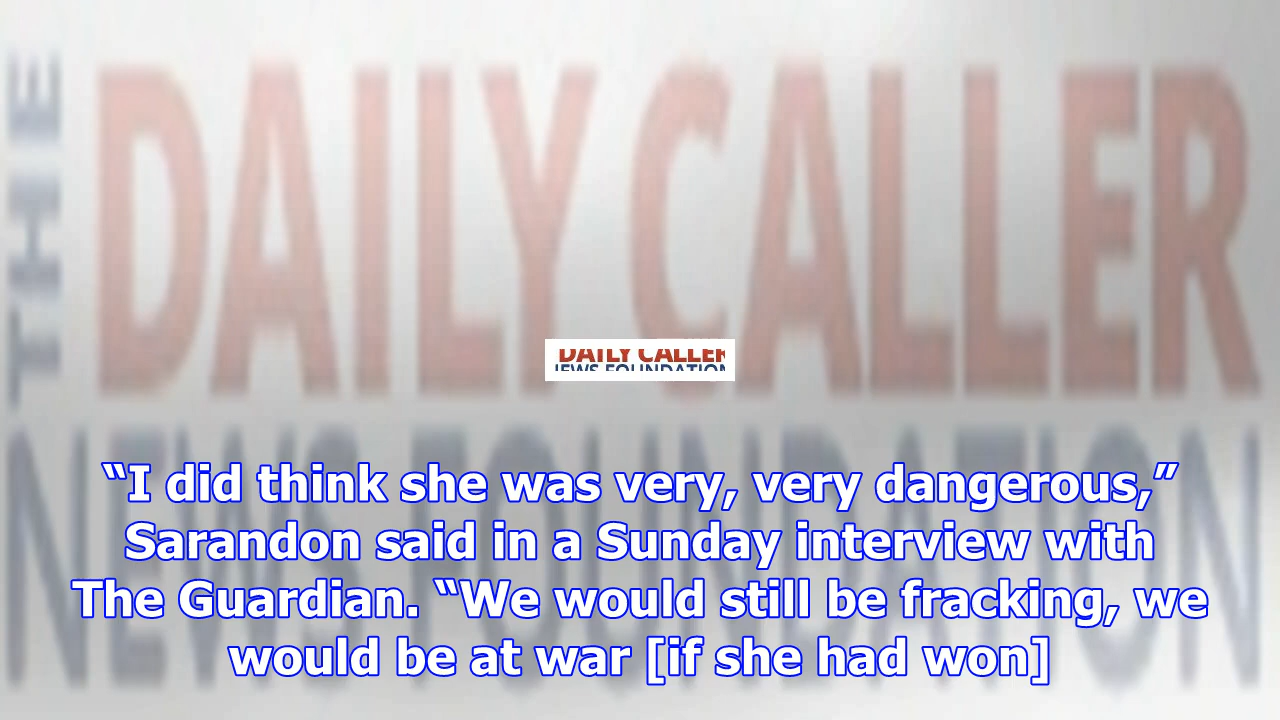 THE
DAILY CALLER
NEWS FOUNDATION
DAILY CALLER
NEWS FOUNDATION
“I did think she was very, very dangerous,”
Sarandon said in a Sunday interview with
The Guardian. “We would still be fracking, we
would be at war [if she had won]